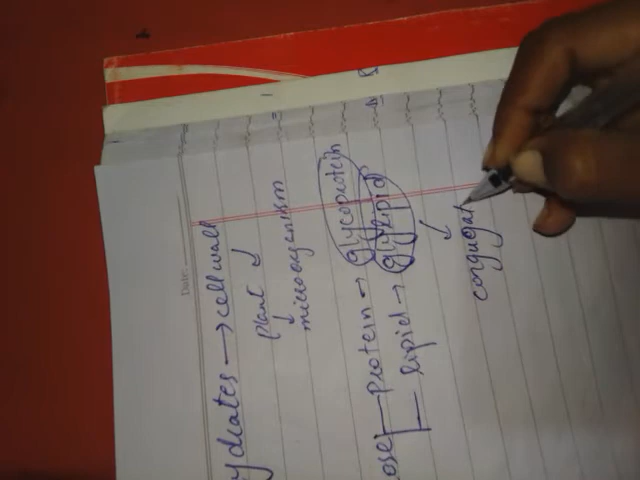 Date:
ydrates → cell wall
plant ↓
↓
microorganism
ose protein → glycoprotein
lipid → glycolipid
↓
conjugat